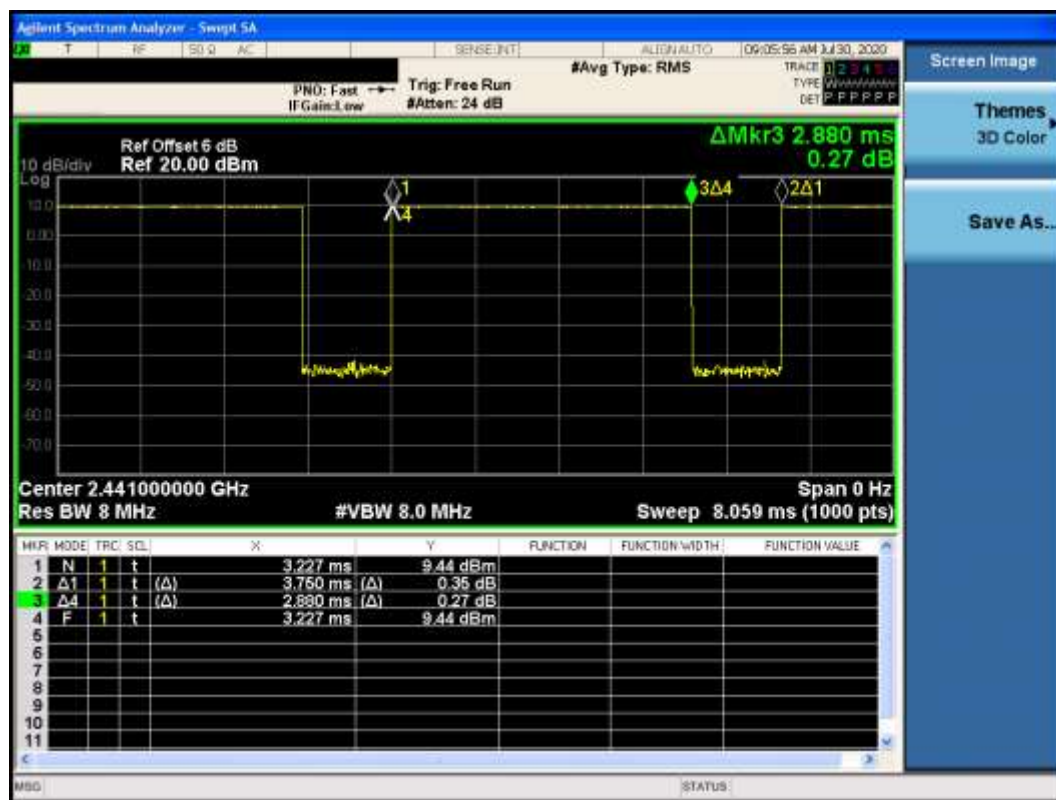 Agilent Spectrum Analyzer - Swept SA
LXI T RF 50 Ω AC SENSE:INT ALIGN AUTO 09:05:56 AM Jul 30, 2020
PNO: Fast
IFGain:Low
Trig: Free Run
#Atten: 24 dB
#Avg Type: RMS
TRACE 1 2 3 4 5 6
TYPE
DET P P P P P P
Screen Image
Themes
3D Color
Save As...
10 dB/div
Log
Ref Offset 6 dB
Ref 20.00 dBm
ΔMkr3 2.880 ms
0.27 dB
1
4
3Δ4
2Δ1
10.0
0.00
-10.0
-20.0
-30.0
-40.0
-50.0
-60.0
-70.0
Center 2.441000000 GHz Span 0 Hz
Res BW 8 MHz #VBW 8.0 MHz Sweep 8.059 ms (1000 pts)
MKR MODE TRC SCL X Y FUNCTION FUNCTION WIDTH FUNCTION VALUE
1 N 1 t 3.227 ms 9.44 dBm
2 Δ1 1 t (Δ) 3.750 ms (Δ) 0.35 dB
3 Δ4 1 t (Δ) 2.880 ms (Δ) 0.27 dB
4 F 1 t 3.227 ms 9.44 dBm
5
6
7
8
9
10
11
MSG STATUS